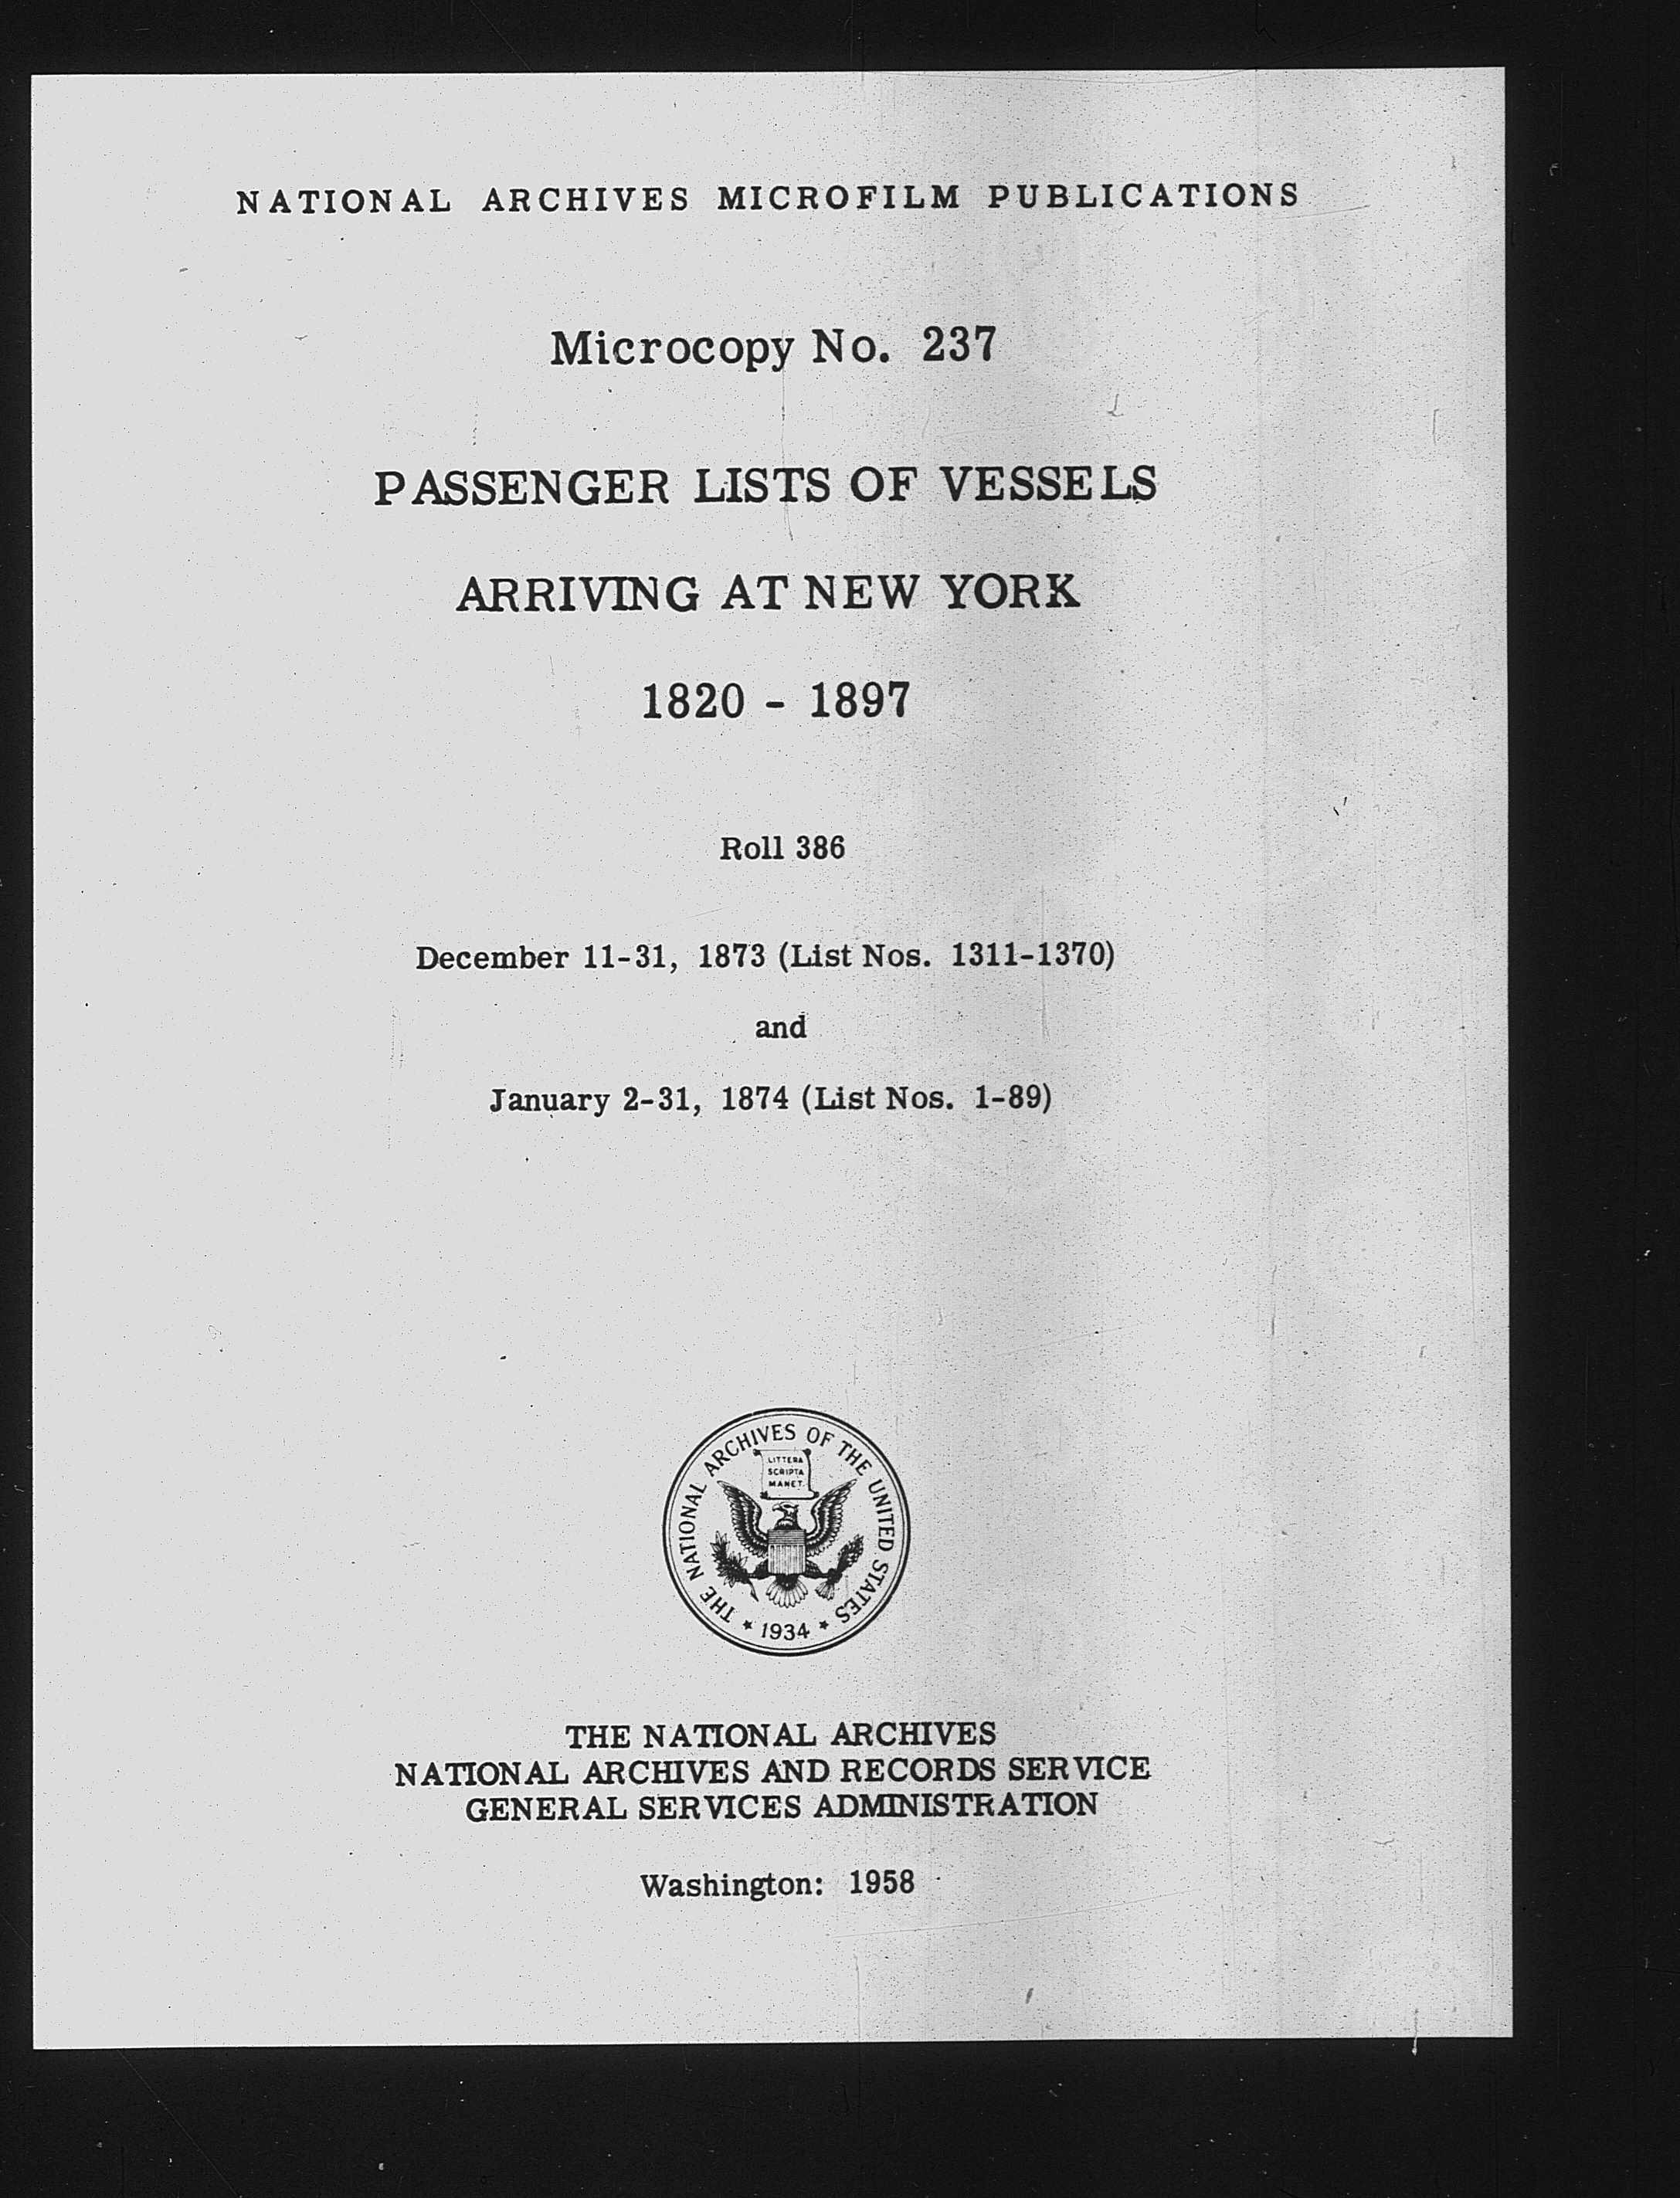 NATIONAL ARCHIVES MICROFILM PUBLICATIONS
Microcopy No. 237
PASSENGER LISTS OF VESSELS
ARRIVING AT NEW YORK
1820 - 1897
Roll 386
December 11-31, 1873 (List Nos. 1311-1370)
and
January 2-31, 1874 (List Nos. 1-89)
THE NATIONAL ARCHIVES OF THE UNITED STATES
LITTERA
SCRIPTA
MANET
★ 1934 ★
THE NATIONAL ARCHIVES
NATIONAL ARCHIVES AND RECORDS SERVICE
GENERAL SERVICES ADMINISTRATION
Washington: 1958